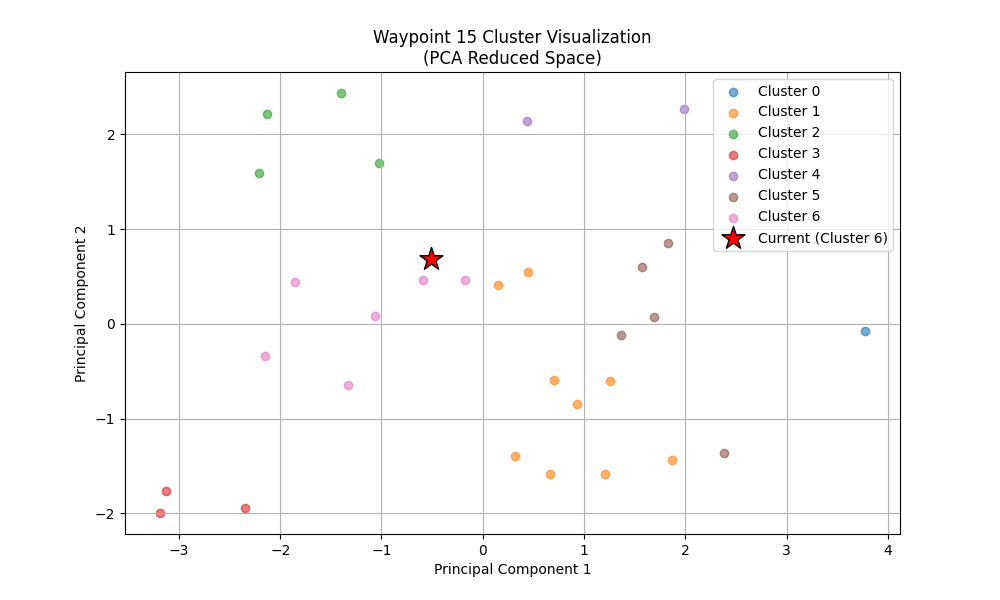 Waypoint 15 Cluster Visualization
(PCA Reduced Space)
Cluster 0
Cluster 1
Cluster 2
Cluster 3
Cluster 4
Cluster 5
Cluster 6
Current (Cluster 6)
Principal Component 2
2
1
0
−1
−2
−3
−2
−1
0
1
2
3
4
Principal Component 1